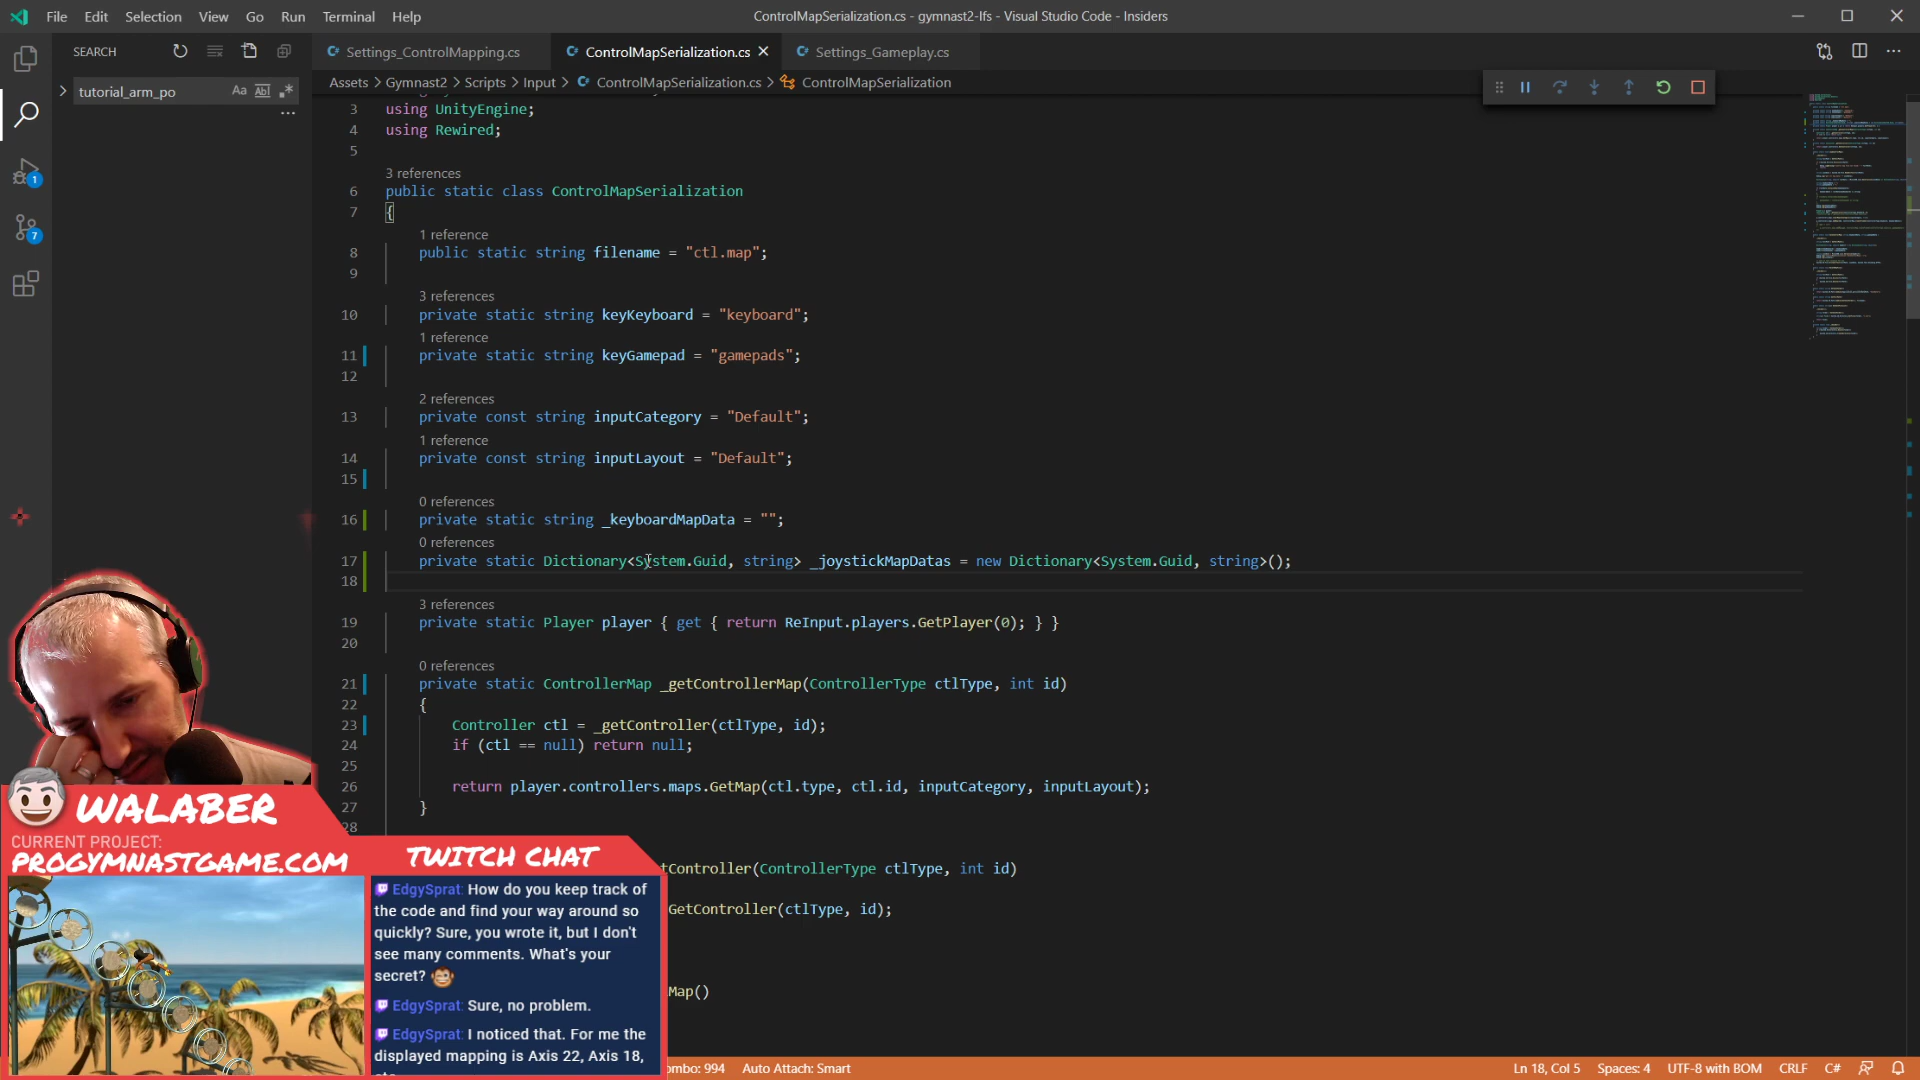 File Edit Selection View Go Run Terminal Help
ControlMapSerialization.cs - gymnast2-lfs - Visual Studio Code - Insiders
SEARCH
Settings_ControlMapping.cs
ControlMapSerialization.cs
Settings_Gameplay.cs
tutorial_arm_po
Assets > Gymnast2 > Scripts > Input > ControlMapSerialization.cs > ControlMapSerialization
3 using UnityEngine;
4 using Rewired;
5
3 references
6 public static class ControlMapSerialization
7 {
1 reference
8 public static string filename = "ctl.map";
9
3 references
10 private static string keyKeyboard = "keyboard";
1 reference
11 private static string keyGamepad = "gamepads";
12
2 references
13 private const string inputCategory = "Default";
1 reference
14 private const string inputLayout = "Default";
15
0 references
16 private static string _keyboardMapData = "";
0 references
17 private static Dictionary<System.Guid, string> _joystickMapDatas = new Dictionary<System.Guid, string>();
18
3 references
19 private static Player player { get { return ReInput.players.GetPlayer(0); } }
20
0 references
21 private static ControllerMap _getControllerMap(ControllerType ctlType, int id)
22 {
23 Controller ctl = _getController(ctlType, id);
24 if (ctl == null) return null;
25
26 return player.controllers.maps.GetMap(ctl.type, ctl.id, inputCategory, inputLayout);
27 }
28
tController(ControllerType ctlType, int id)
GetController(ctlType, id);
Map()
1
7
WALABER
CURRENT PROJECT:
PROGYMNASTGAME.COM
TWITCH CHAT
EdgySprat: How do you keep track of
the code and find your way around so
quickly? Sure, you wrote it, but I don't
see many comments. What's your
secret?
EdgySprat: Sure, no problem.
EdgySprat: I noticed that. For me the
displayed mapping is Axis 22, Axis 18,
ombo: 994 Auto Attach: Smart
Ln 18, Col 5 Spaces: 4 UTF-8 with BOM CRLF C#